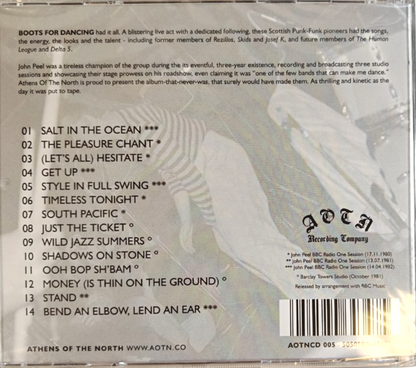 BOOTS FOR DANCING had it all. A blistering live act with a dedicated following, these Scottish Punk-Funk pioneers had the songs,
the energy, the looks and the talent - including former members of Rezillos, Skids and Josef K, and future members of The Human
League and Delta 5.
John Peel was a tireless champion of the group during the its eventful, three-year existence, recording and broadcasting three studio
sessions and showcasing their stage prowess on his roadshow, even claiming it was "one of the few bands that can make me dance."
Athens Of The North is proud to present the album-that-never-was, that surely would have made them. As thrilling and kinetic as the
day it was put to tape.
01 SALT IN THE OCEAN ***
02 THE PLEASURE CHANT *
03 (LET'S ALL) HESITATE *
04 GET UP ***
05 STYLE IN FULL SWING ***
06 TIMELESS TONIGHT *
07 SOUTH PACIFIC *
08 JUST THE TICKET º
09 WILD JAZZ SUMMERS º
10 SHADOWS ON STONE º
11 OOH BOP SH'BAM º
12 MONEY (IS THIN ON THE GROUND) º
13 STAND **
14 BEND AN ELBOW, LEND AN EAR ***
AOTN
Recording Company
* John Peel BBC Radio One Session (17.11.1980)
** John Peel BBC Radio One Session (13.07.1981)
*** John Peel BBC Radio One Session (14.04.1982)
º Barclay Towers Studio (October 1981)
Released by arrangement with BBC Music
ATHENS OF THE NORTH WWW.AOTN.CO
AOTNCD 005